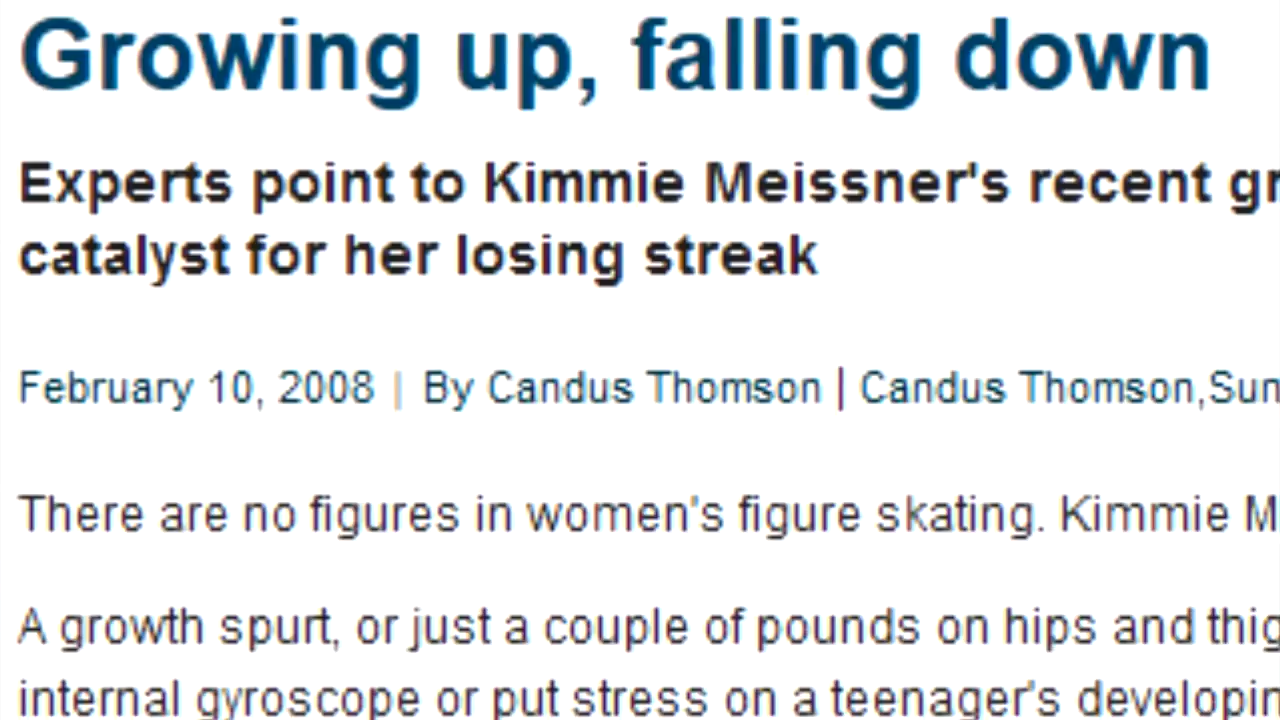 Growing up, falling down
Experts point to Kimmie Meissner's recent
catalyst for her losing streak
February 10, 2008 | By Candus Thomson | Candus Thomson,Sun
There are no figures in women's figure skating. Kimmie
A growth spurt, or just a couple of pounds on hips and
internal gyroscope or put stress on a teenager's